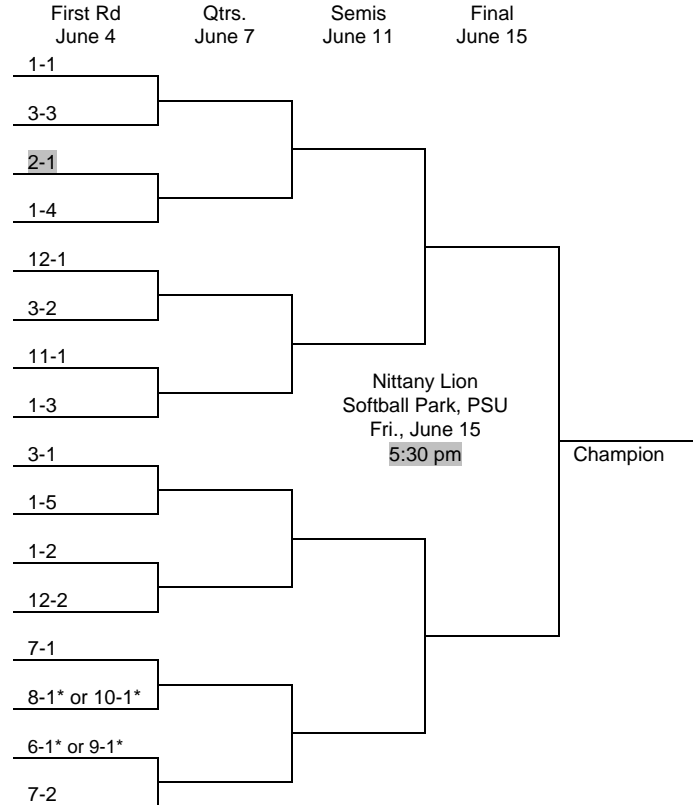 First Rd Qtrs. Semis Final
June 4 June 7 June 11 June 15
1-1
3-3
2-1
1-4
12-1
3-2
11-1
1-3
Nittany Lion
Softball Park, PSU
Fri., June 15
5:30 pm
Champion
3-1
1-5
1-2
12-2
7-1
8-1* or 10-1*
6-1* or 9-1*
7-2